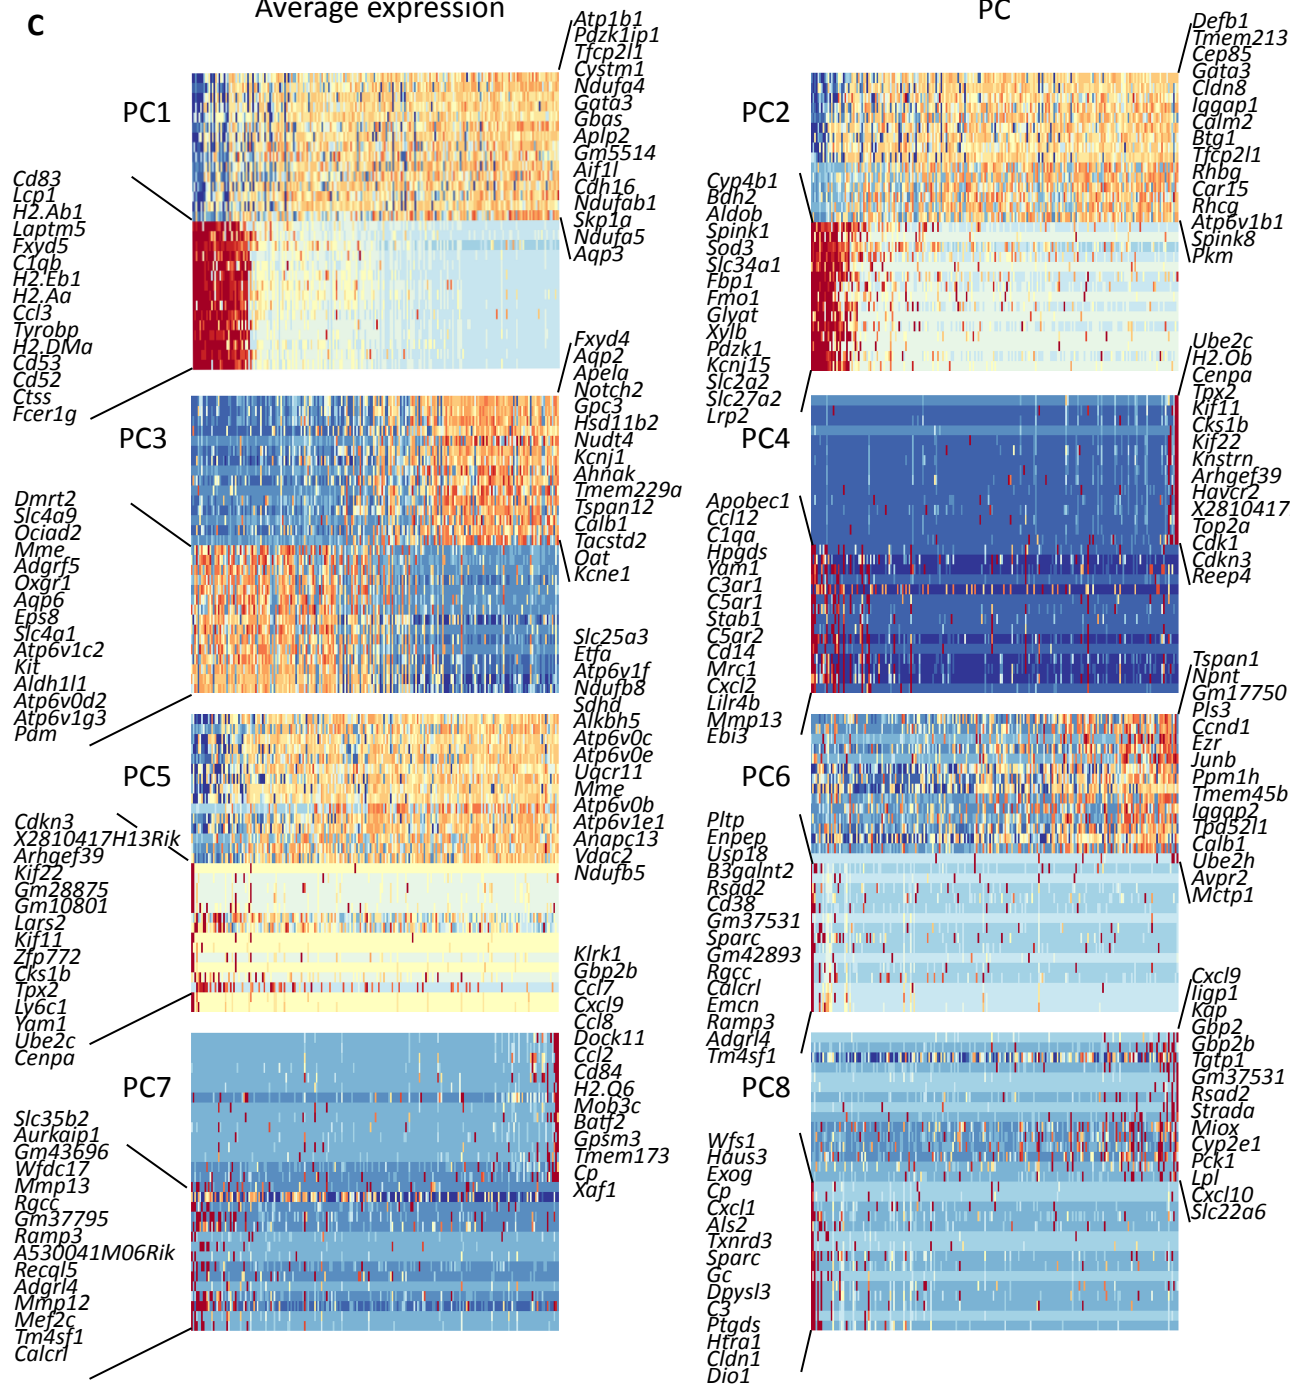 C
Average expression
PC
PC1
Atp1b1
Pdzk1ip1
Tfcp2l1
Cystm1
Ndufa4
Gata3
Gbas
Aplp2
Gm5514
Aif1l
Cdh16
Ndufab1
Skp1a
Ndufa5
Aqp3
Cd83
Lcp1
H2.Ab1
Laptm5
Fxyd5
C1qb
H2.Eb1
H2.Aa
Ccl3
Tyrobp
H2.DMa
Cd53
Cd52
Ctss
Fcer1g
PC2
Defb1
Tmem213
Cep85
Gata3
Cldn8
Iqgap1
Calm2
Btg1
Tfcp2l1
Rhbg
Car15
Rhcg
Atp6v1b1
Spink8
Pkm
Cyp4b1
Bdh2
Aldob
Spink1
Sod3
Slc34a1
Fbp1
Fmo1
Glyat
Xylb
Pdzk1
Kcnj15
Slc2a2
Slc27a2
Lrp2
PC3
Fxyd4
Aqp2
Apela
Notch2
Gpc3
Hsd11b2
Nudt4
Kcnj1
Ahnak
Tmem229a
Tspan12
Calb1
Tacstd2
Oat
Kcne1
Dmrt2
Slc4a9
Ociad2
Mme
Adgrf5
Oxgr1
Aqp6
Eps8
Slc4a1
Atp6v1c2
Kit
Aldh1l1
Atp6v0d2
Atp6v1g3
Pam
PC4
Ube2c
H2.Ob
Cenpa
Tpx2
Kif11
Cks1b
Kif22
Knstrn
Arhgef39
Havcr2
X2810417
Top2a
Cdk1
Cdkn3
Reep4
Apobec1
Ccl12
C1qa
Hpgds
Yam1
C3ar1
C5ar1
Stab1
C5ar2
Cd14
Mrc1
Cxcl2
Lilr4b
Mmp13
Ebi3
PC5
Slc25a3
Etfa
Atp6v1f
Ndufb8
Sdhd
Alkbh5
Atp6v0c
Atp6v0e
Uqcr11
Mme
Atp6v0b
Atp6v1e1
Anapc13
Vdac2
Ndufb5
Cdkn3
X2810417H13Rik
Arhgef39
Kif22
Gm28875
Gm10801
Lars2
Kif11
Zfp772
Cks1b
Tpx2
Ly6c1
Yam1
Ube2c
Cenpa
PC6
Tspan1
Npnt
Gm17750
Pls3
Ccnd1
Ezr
Junb
Ppm1h
Tmem45b
Iqgap2
Tpd52l1
Calb1
Ube2h
Avpr2
Mctp1
Pltp
Enpep
Usp18
B3galnt2
Rsad2
Cd38
Gm37531
Sparc
Gm42893
Rgcc
Calcrl
Emcn
Ramp3
Adgrl4
Tm4sf1
PC7
Klrk1
Gbp2b
Ccl7
Cxcl9
Ccl8
Dock11
Ccl2
Cd84
H2.Q6
Mob3c
Batf2
Gpsm3
Tmem173
Cp
Xaf1
Slc35b2
Aurkaip1
Gm43696
Wfdc17
Mmp13
Rgcc
Gm37795
Ramp3
A530041M06Rik
Recql5
Adgrl4
Mmp12
Mef2c
Tm4sf1
Calcrl
PC8
Cxcl9
Iigp1
Kap
Gbp2
Gbp2b
Tgtp1
Gm37531
Rsad2
Strada
Miox
Cyp2e1
Pck1
Lpl
Cxcl10
Slc22a6
Wfs1
Haus3
Exog
Cp
Cxcl1
Als2
Txnrd3
Sparc
Gc
Dpysl3
C3
Ptgds
Htra1
Cldn1
Dio1